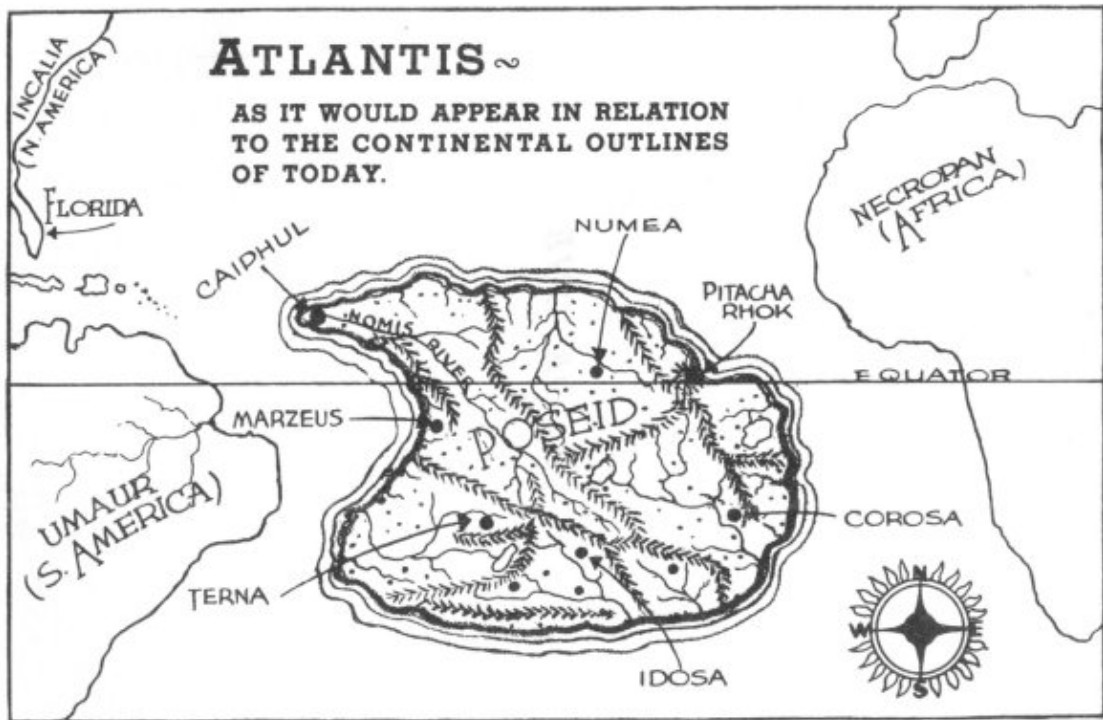 ATLANTIS ~
AS IT WOULD APPEAR IN RELATION
TO THE CONTINENTAL OUTLINES
OF TODAY.
INCALIA
(N. AMERICA)
FLORIDA
CAIPHUL
NUMEA
PITACHA
RHOK
NECROPAN
(AFRICA)
NOMIS
RIVER
EQUATOR
MARZEUS
POSEID
UMAUR
(S. AMERICA)
COROSA
TERNA
IDOSA
N
W
E
S